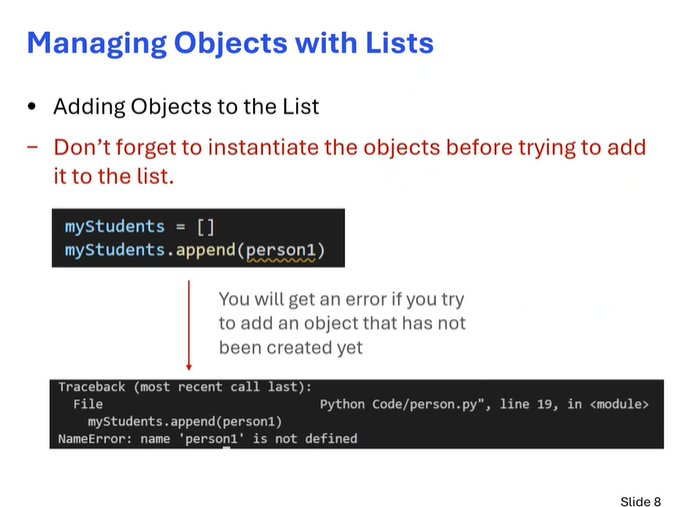 Managing Objects with Lists
• Adding Objects to the List
– Don’t forget to instantiate the objects before trying to add
it to the list.
myStudents = []
myStudents.append(person1)
You will get an error if you try
to add an object that has not
been created yet
Traceback (most recent call last):
File Python Code/person.py", line 19, in <module>
myStudents.append(person1)
NameError: name 'person1' is not defined
Slide 8